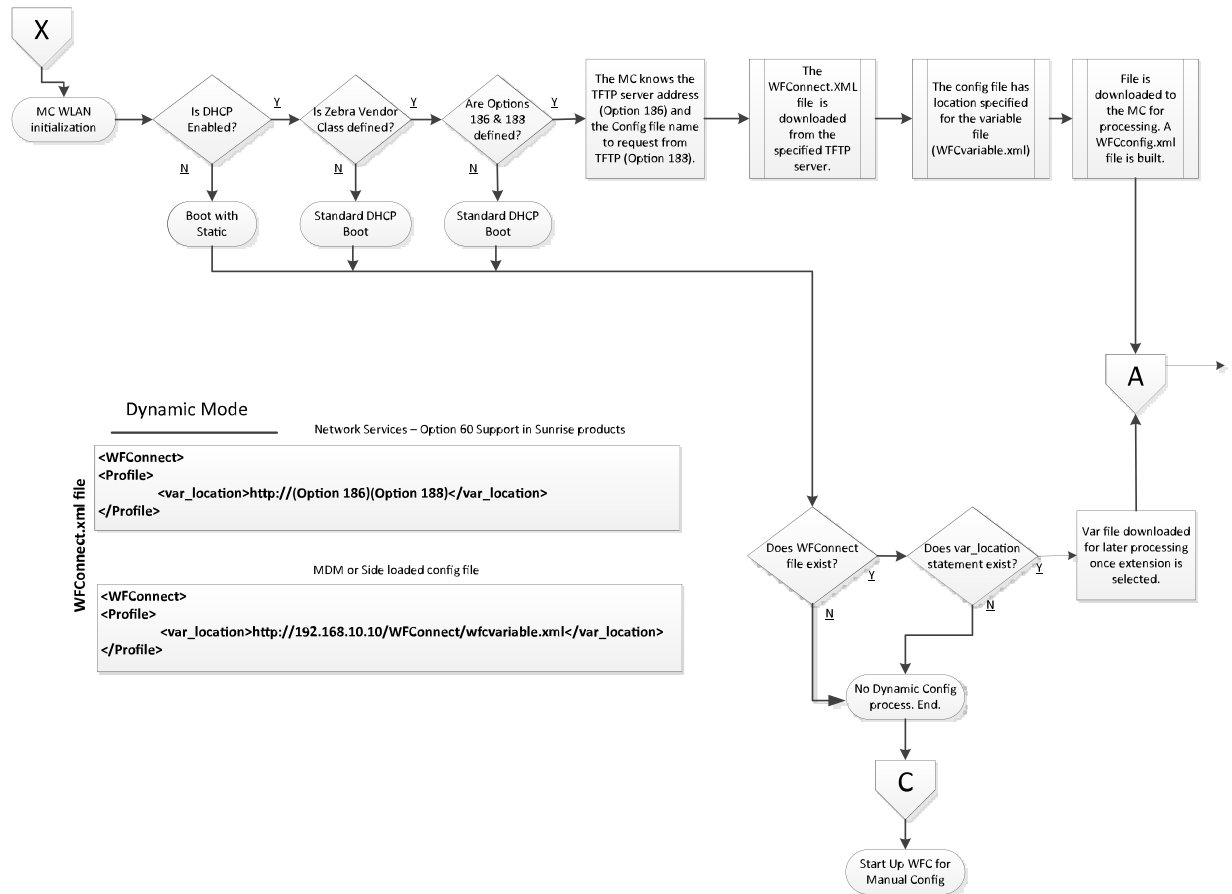 X
MC WLAN
initialization
Is DHCP
Enabled?
Y
N
Is Zebra Vendor
Class defined?
Y
N
Are Options
186 & 188
defined?
Y
N
The MC knows the
TFTP server address
(Option 186) and
the Config file name
to request from
TFTP (Option 188).
The
WFConnect.XML
file is
downloaded
from the
specified TFTP
server.
The config file has
location specified
for the variable
file
(WFCvariable.xml)
File is
downloaded to
the MC for
processing. A
WFCconfig.xml
file is built.
Boot with
Static
Standard DHCP
Boot
Standard DHCP
Boot
A
Dynamic Mode
Network Services – Option 60 Support in Sunrise products
WFConnect.xml file
<WFConnect>
<Profile>
<var_location>http://(Option 186)(Option 188)</var_location>
</Profile>
MDM or Side loaded config file
<WFConnect>
<Profile>
<var_location>http://192.168.10.10/WFConnect/wfcvariable.xml</var_location>
</Profile>
Does WFConnect
file exist?
Y
N
Does var_location
statement exist?
Y
N
Var file downloaded
for later processing
once extension is
selected.
No Dynamic Config
process. End.
C
Start Up WFC for
Manual Config